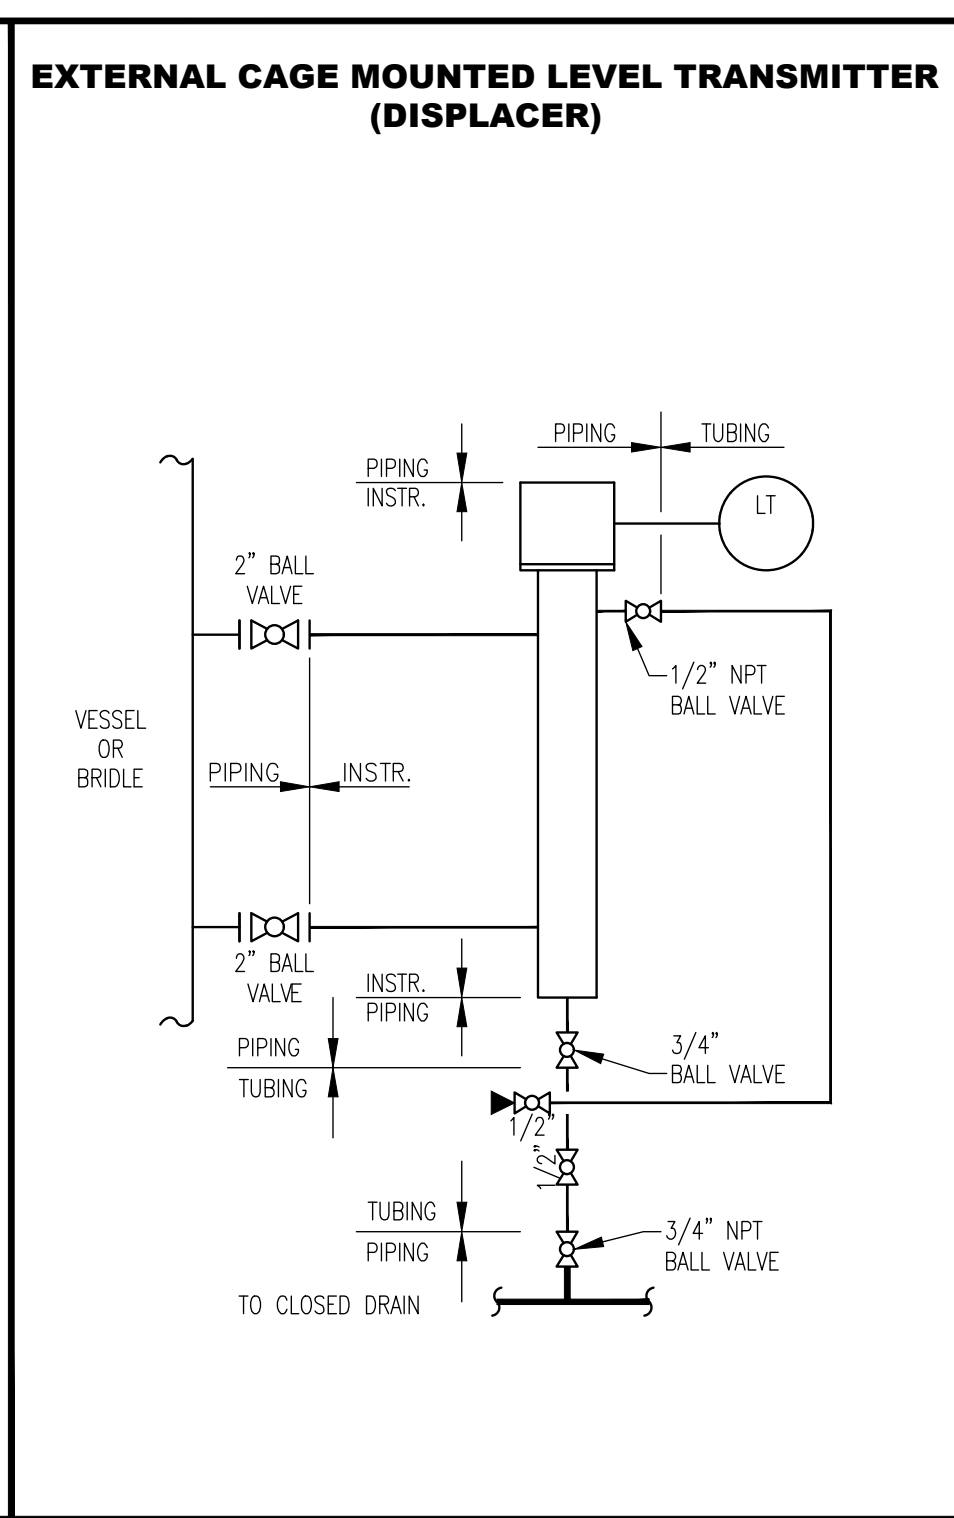 EXTERNAL CAGE MOUNTED LEVEL TRANSMITTER
(DISPLACER)
PIPING
TUBING
PIPING
INSTR.
LT
2" BALL
VALVE
1/2" NPT
BALL VALVE
VESSEL
OR
BRIDLE
PIPING
INSTR.
2" BALL
VALVE
INSTR.
PIPING
PIPING
TUBING
3/4"
BALL VALVE
1/2"
1/2"
TUBING
PIPING
3/4" NPT
BALL VALVE
TO CLOSED DRAIN